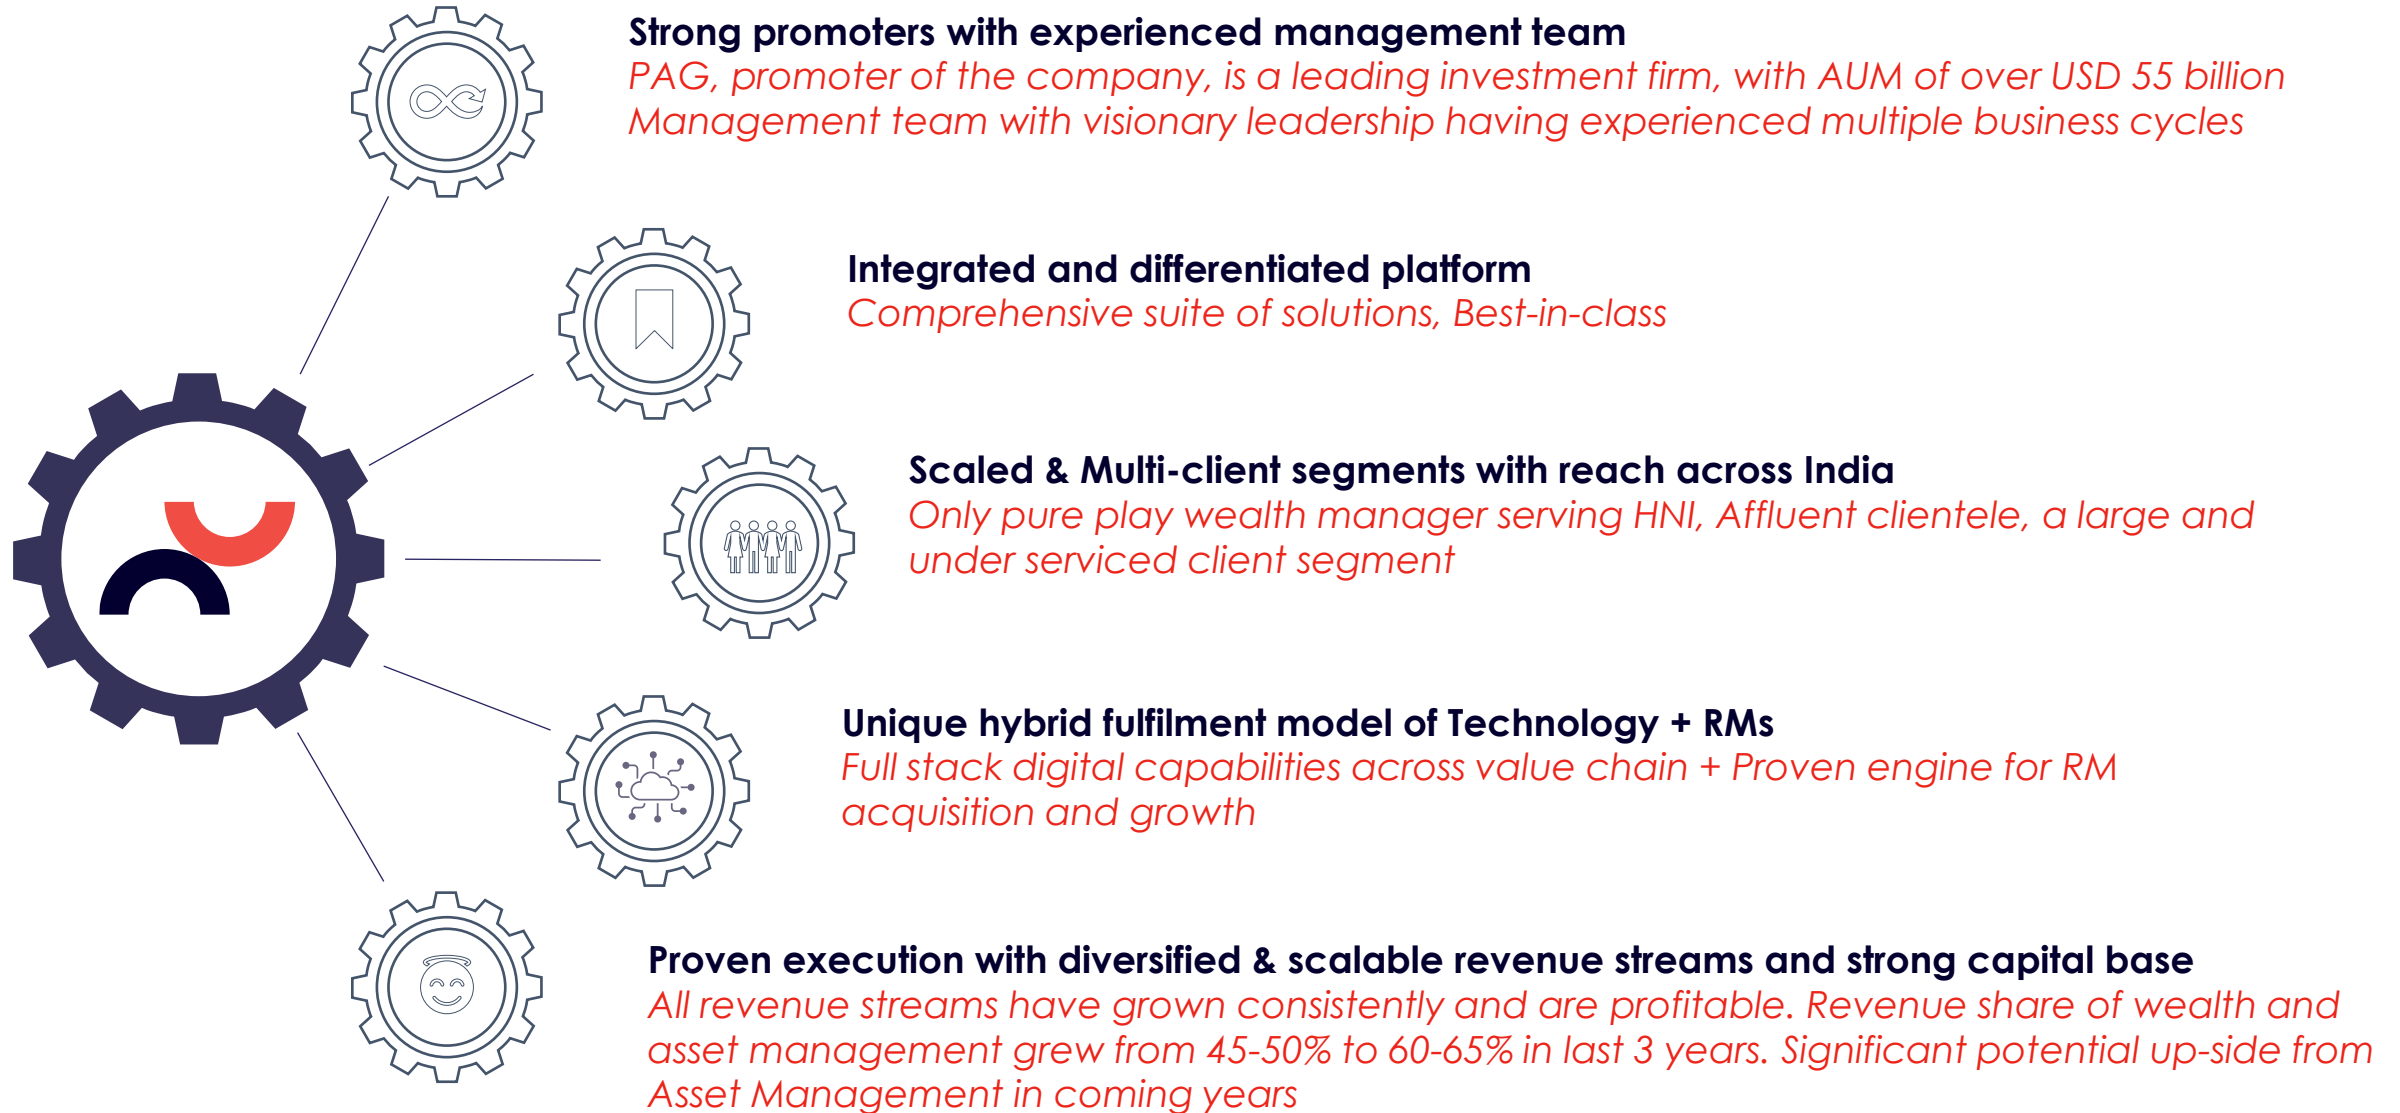 Strong promoters with experienced management team
PAG, promoter of the company, is a leading investment firm, with AUM of over USD 55 billion
Management team with visionary leadership having experienced multiple business cycles
Integrated and differentiated platform
Comprehensive suite of solutions, Best-in-class
Scaled & Multi-client segments with reach across India
Only pure play wealth manager serving HNI, Affluent clientele, a large and
under serviced client segment
Unique hybrid fulfilment model of Technology + RMs
Full stack digital capabilities across value chain + Proven engine for RM
acquisition and growth
Proven execution with diversified & scalable revenue streams and strong capital base
All revenue streams have grown consistently and are profitable. Revenue share of wealth and
asset management grew from 45-50% to 60-65% in last 3 years. Significant potential up-side from
Asset Management in coming years